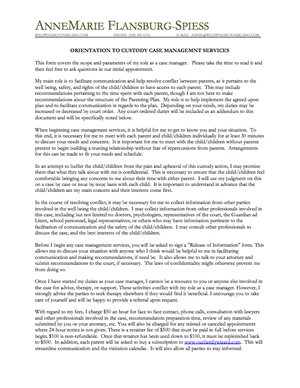 ANNEMARIE FLANSBURG-SPIESS
ORIENTATION TO CUSTODY CASE MANAGEMNT SERVICES
This form covers the scope and parameters of my role as a case manager. Please take the time to read it and
then feel free to ask questions in our initial appointment.
My main role is to facilitate communication and help resolve conflict between parents, as it pertains to the
well being, safety, and rights of the child(children) to have access to each parent. This may include
recommendations pertaining to the time spent with each parent, though I am not here to make
recommendations about the structure of the Parenting Plan. My role is to help implement the agreed upon
plan and to facilitate communication in regards to the plan. Depending on your needs, my duties may be
increased or decreased by court order. Any court ordered duties will be included as an addendum to this
document and will be specifically noted below.
When beginning case management services, it is helpful for me to get to know you and your situation. To
this end, it is necessary for me to meet with each parent and child/children individually for at least 30 minutes
to discuss your needs and concerns. It is important for me to meet with the child/children without parents
present to begin building a trusting relationship without fear of repercussion from parents. Arrangements
for this can be made to fit your needs and schedule.
In an attempt to buffer the child/children from the pain and upheaval of this custody action, I may promise
them that what they talk about with me is confidential. This is necessary to ensure that the child/children feel
comfortable bringing any concerns to me about their time with either parent. I will use my judgment on this
on a case by case or issue by issue basis with each child. It is important to understand in advance that the
child/children are my main concern and their interests come first.
In the course of resolving conflict, it may be necessary for me to collect information from other parties
involved in the well being of the child/children. I may collect information from other professionals involved in
this case, including but not limited to: doctors, psychologists, representatives of the court, the Guardian ad
Litem, school personnel, legal representatives, or others who may have information pertinent to the
facilitation of communication and the safety of the child/children. I may consult other professionals to
discuss the case, and the best interests of the child/children.
Before I begin any case management services, you will be asked to sign a "Release of Information" form. This
allows me to discuss your situation with anyone who I think would be helpful to me in facilitating
communication and making recommendations, if need be. It also allows me to talk to your attorney and
submit recommendations to the court, if necessary. The laws of confidentiality might otherwise prevent me
from doing so.
Once I have started my duties as your case manager, I cannot be a resource to you or anyone else involved in
the case for advice, therapy, or support. These activities conflict with my role as a case manager. However, I
strongly advise the parties to seek therapy elsewhere if they would find it beneficial. I encourage you to take
care of yourself and will be happy to provide a referral upon request.
With regard to my fees, I charge $50 an hour for face to face contact, phone calls, consultation with lawyers
and other professionals involved in the case, recommendation preparation time, review of any materials
submitted by you or your attorney, etc. You will also be charged for any missed or canceled appointments
where 24-hour notice is not given. There is a retainer fee of $500 that must be paid in full before services
begin; $100 is non-refundable. Once that retainer has been used down to $100, it must be replenished back
to $500. In addition, each parent will be asked to buy a subscription to www.ourfamilywizard.com. This will
streamline communication and the visitation calendar. It will also allow all parties to stay informed.